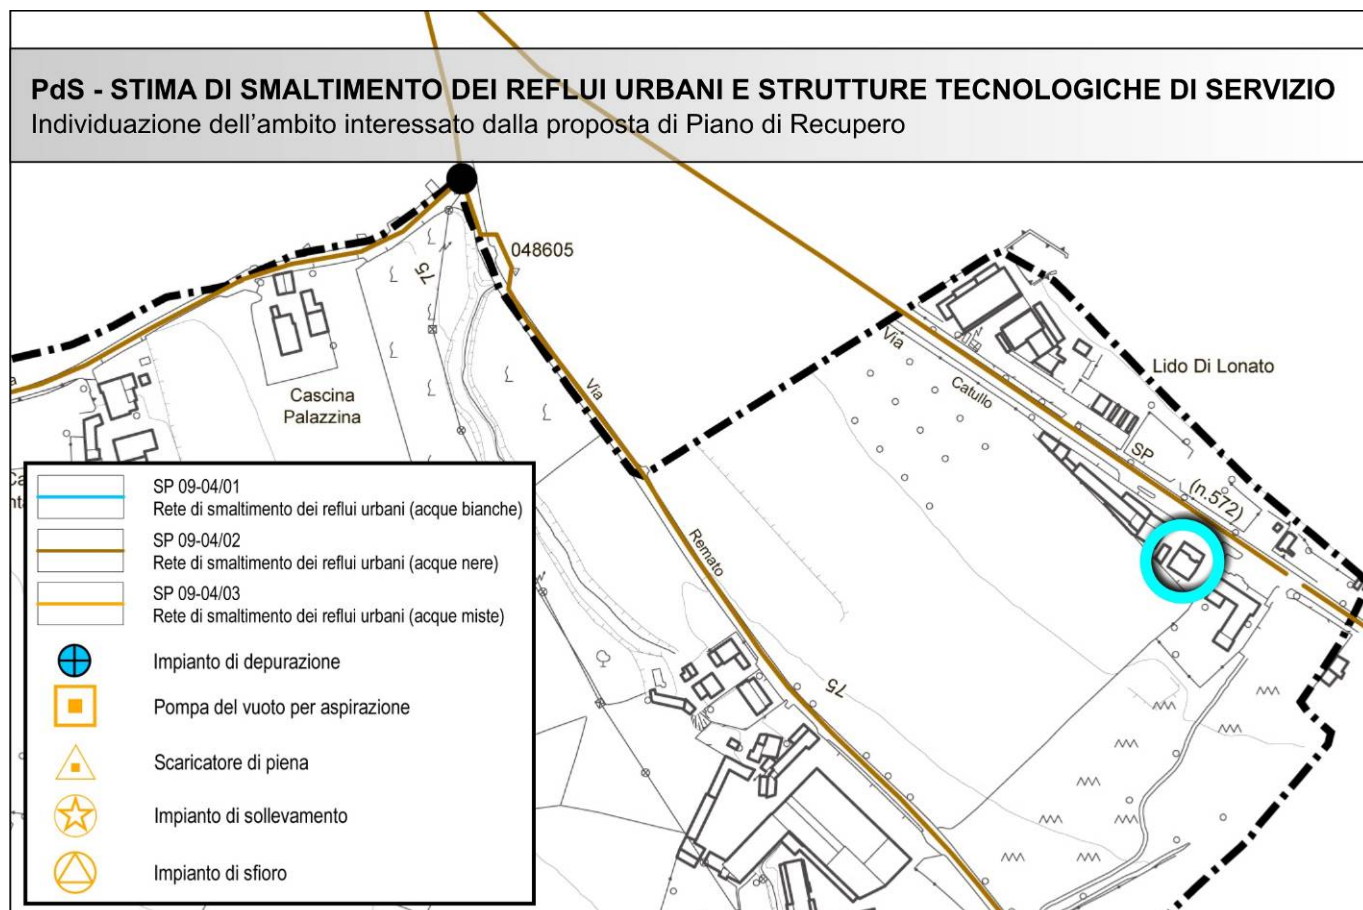 PdS - STIMA DI SMALTIMENTO DEI REFLUI URBANI E STRUTTURE TECNOLOGICHE DI SERVIZIO
Individuazione dell'ambito interessato dalla proposta di Piano di Recupero
048605
75
Via
Lido Di Lonato
Cascina
Palazzina
Via
Catullo
SP
(n.572)
Remato
75
SP 09-04/01
Rete di smaltimento dei reflui urbani (acque bianche)
SP 09-04/02
Rete di smaltimento dei reflui urbani (acque nere)
SP 09-04/03
Rete di smaltimento dei reflui urbani (acque miste)
Impianto di depurazione
Pompa del vuoto per aspirazione
Scaricatore di piena
Impianto di sollevamento
Impianto di sfioro